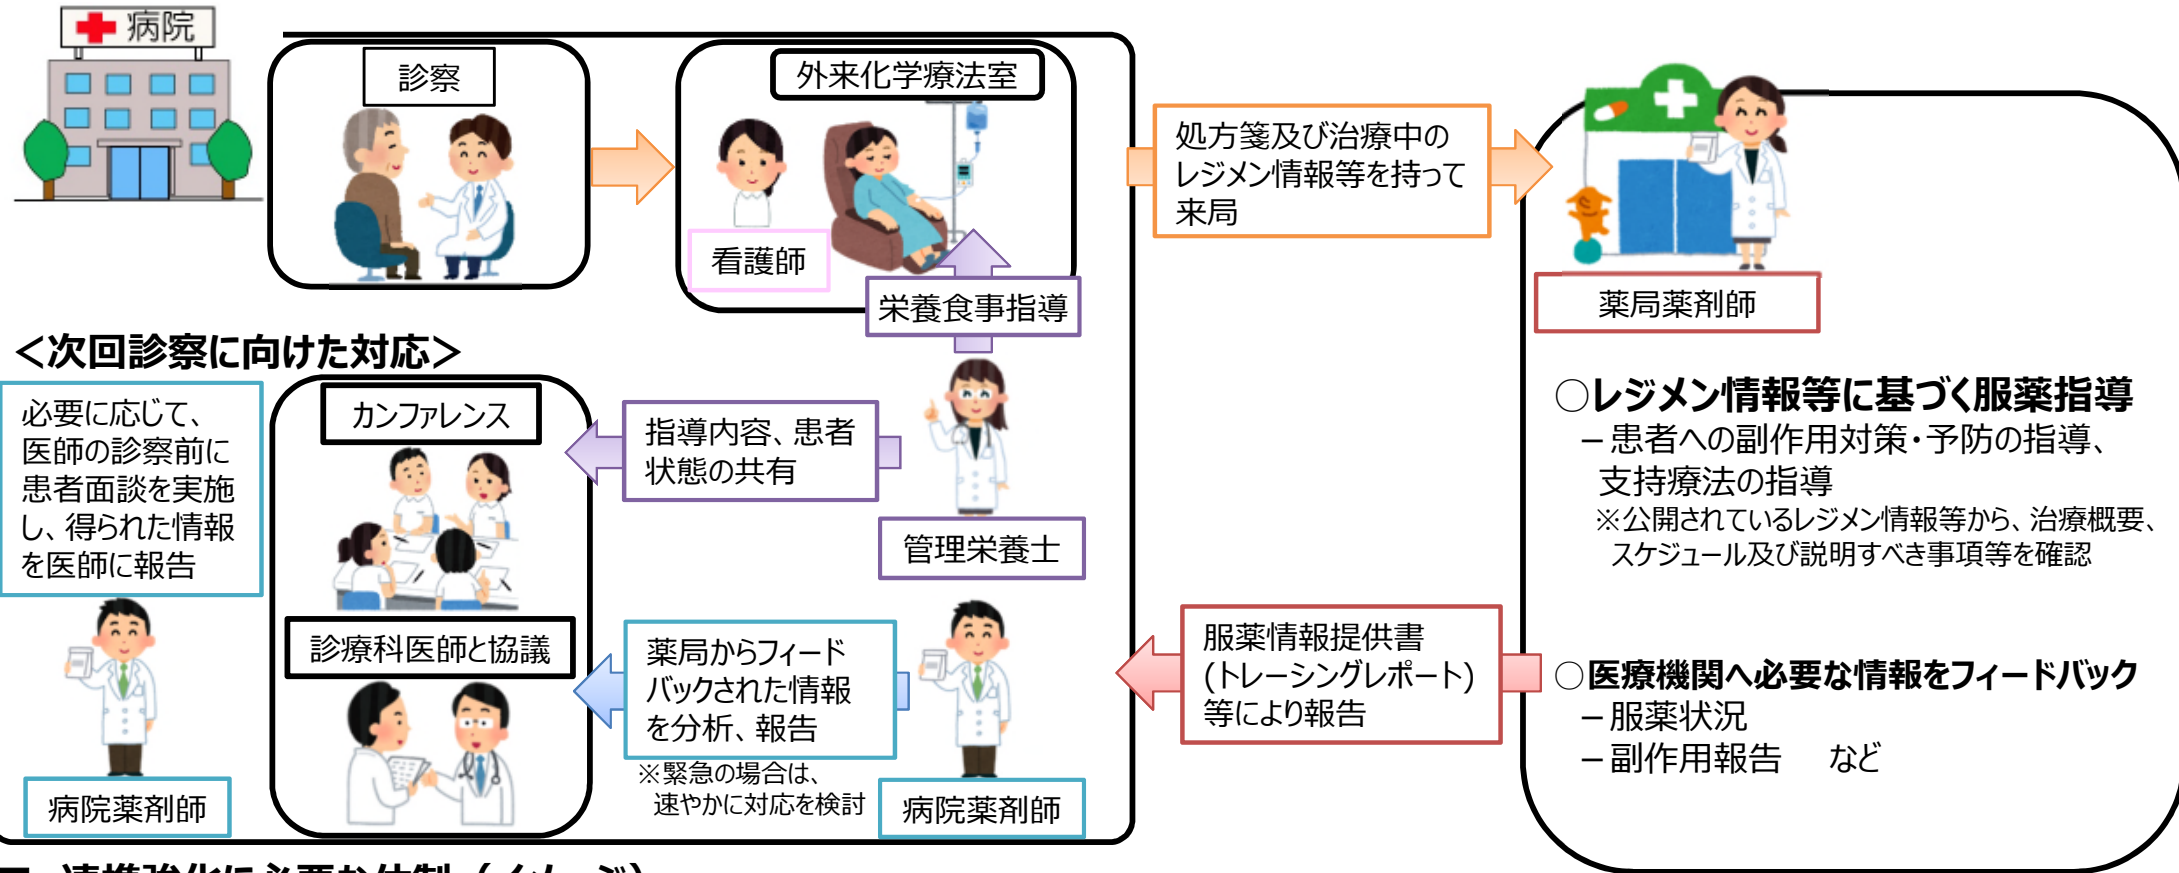 病院
診察
外来化学療法室
看護師
栄養食事指導
処方箋及び治療中の
レジメン情報等を持って
来局
薬局薬剤師
＜次回診察に向けた対応＞
必要に応じて、
医師の診察前に
患者面談を実施
し、得られた情報
を医師に報告
病院薬剤師
カンファレンス
診療科医師と協議
指導内容、患者
状態の共有
管理栄養士
薬局からフィード
バックされた情報
を分析、報告
※緊急の場合は、
速やかに対応を検討
病院薬剤師
服薬情報提供書
(トレーシングレポート)
等により報告
○レジメン情報等に基づく服薬指導
－患者への副作用対策・予防の指導、
支持療法の指導
※公開されているレジメン情報等から、治療概要、
スケジュール及び説明すべき事項等を確認
○医療機関へ必要な情報をフィードバック
－服薬状況
－副作用報告　など
■ 連携強化に必要な体制（イメージ）